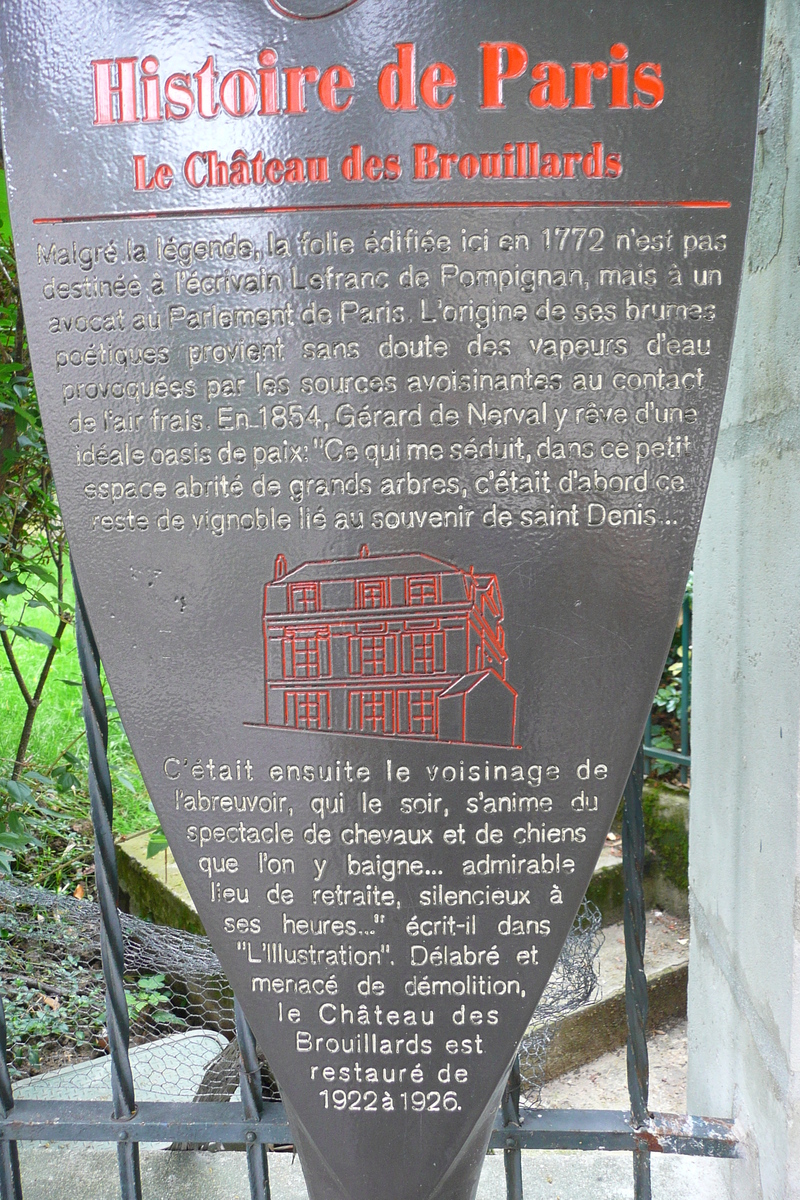 Histoire de Paris
Le Château des Brouillards
Malgré la légende, la folie édifiée ici en 1772 n'est pas
destinée à l'écrivain Lefranc de Pompignan, mais à un
avocat au Parlement de Paris. L'origine de ses brumes
poétiques provient sans doute des vapeurs d'eau
provoquées par les sources avoisinantes au contact
de l'air frais. En 1854, Gérard de Nerval y rêve d'une
idéale oasis de paix: "Ce qui me séduit, dans ce petit
espace abrité de grands arbres, c'était d'abord ce
reste de vignoble lié au souvenir de saint Denis...
C'était ensuite le voisinage de
l'abreuvoir, qui le soir, s'anime du
spectacle de chevaux et de chiens
que l'on y baigne... admirable
lieu de retraite, silencieux à
ses heures..." écrit-il dans
"L'Illustration". Délabré et
menacé de démolition,
le Château des
Brouillards est
restauré de
1922 à 1926.